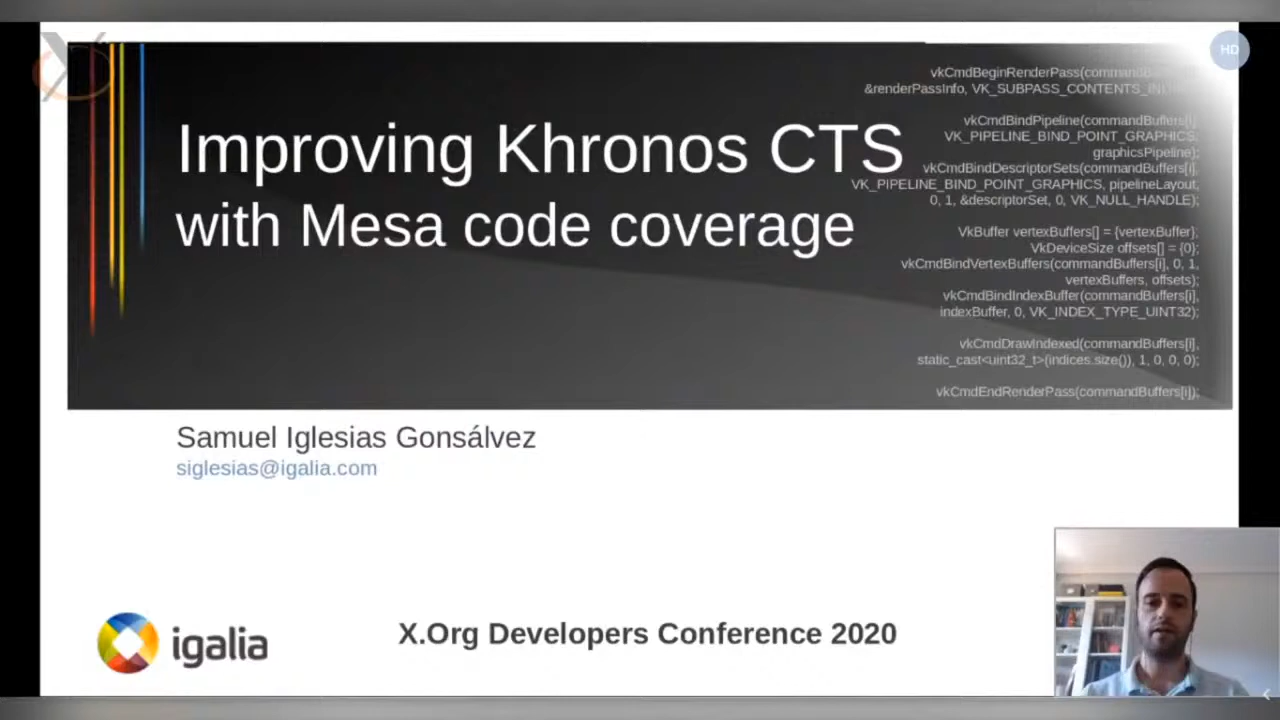 HD
Improving Khronos CTS
with Mesa code coverage
vkCmdBeginRenderPass(
&renderPassInfo, VK_SUBPASS_CONTENTS_
vkCmdBindPipeline(commandBuffers[i],
VK_PIPELINE_BIND_POINT_GRAPHICS,
graphicsPipeline);
vkCmdBindDescriptorSets(commandBuffers[i],
VK_PIPELINE_BIND_POINT_GRAPHICS, pipelineLayout,
0, 1, &descriptorSet, 0, VK_NULL_HANDLE);
VkBuffer vertexBuffers[] = {vertexBuffer};
VkDeviceSize offsets[] = {0};
vkCmdBindVertexBuffers(commandBuffers[i], 0, 1,
vertexBuffers, offsets);
vkCmdBindIndexBuffer(commandBuffers[i],
indexBuffer, 0, VK_INDEX_TYPE_UINT32);
vkCmdDrawIndexed(commandBuffers[i],
static_cast<uint32_t>(indices.size()), 1, 0, 0, 0);
vkCmdEndRenderPass(commandBuffers[i]);
Samuel Iglesias Gonsálvez
siglesias@igalia.com
igalia
X.Org Developers Conference 2020